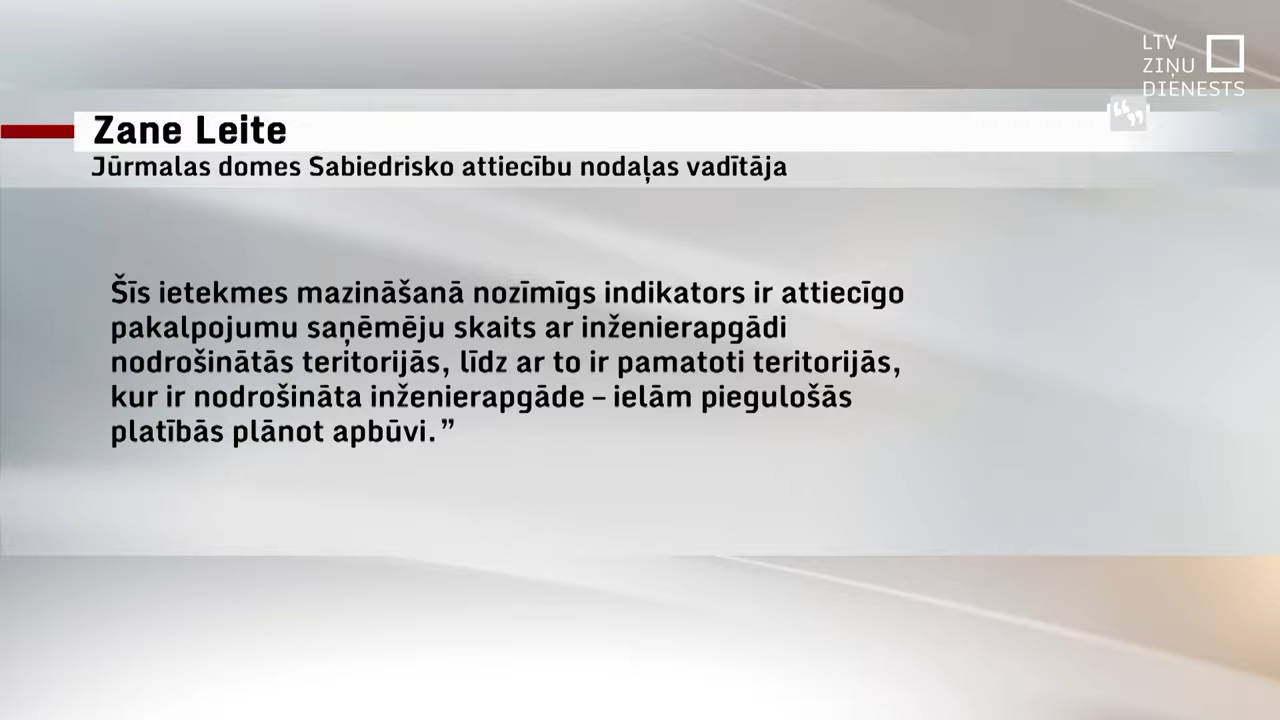 LTV
ZIŅU
DIENESTS
Zane Leite
Jūrmalas domes Sabiedrisko attiecību nodaļas vadītāja
Šīs ietekmes mazināšanā nozīmīgs indikators ir attiecīgo
pakalpojumu saņēmēju skaits ar inženierapgādi
nodrošinātās teritorijās, līdz ar to ir pamatoti teritorijās,
kur ir nodrošināta inženierapgāde – ielām piegulošās
platībās plānot apbūvi.”